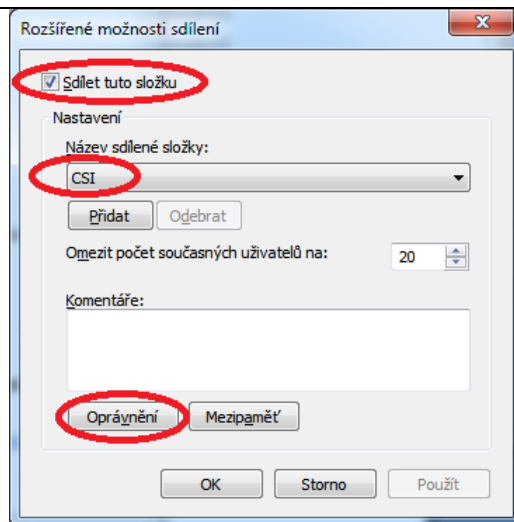 Rozšířené možnosti sdílení
Sdílet tuto složku
Nastavení
Název sdílené složky:
CSI
Přidat Odebrat
Omezit počet současných uživatelů na: 20
Komentáře:
Oprávnění Mezipaměť
OK Storno Použít